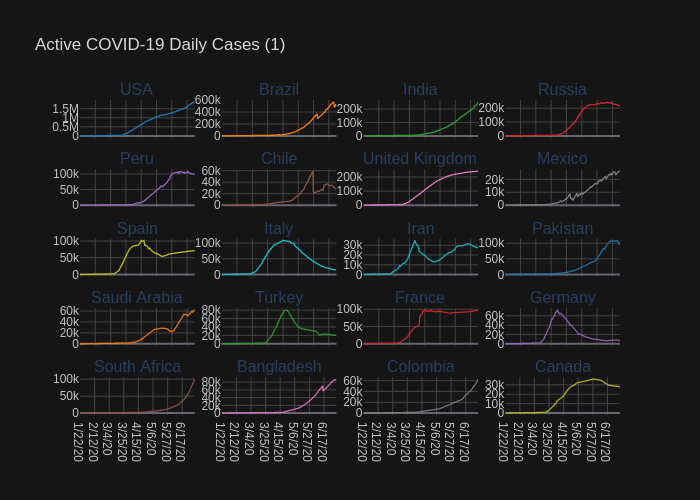 Active COVID-19 Daily Cases (1)
USA Brazil India Russia
1.5M 1M 0.5M 0 600k 400k 200k 0 200k 100k 0 200k 100k 0
Peru Chile United Kingdom Mexico
100k 50k 0 60k 40k 20k 0 200k 100k 0 20k 10k 0
Spain Italy Iran Pakistan
100k 50k 0 100k 50k 0 30k 20k 10k 0 100k 50k 0
Saudi Arabia Turkey France Germany
60k 40k 20k 0 80k 60k 40k 20k 0 100k 50k 0 60k 40k 20k 0
South Africa Bangladesh Colombia Canada
100k 50k 0 80k 60k 40k 20k 0 60k 40k 20k 0 30k 20k 10k 0
1/22/20 2/12/20 3/4/20 3/25/20 4/15/20 5/6/20 5/27/20 6/17/20 1/22/20 2/12/20 3/4/20 3/25/20 4/15/20 5/6/20 5/27/20 6/17/20 1/22/20 2/12/20 3/4/20 3/25/20 4/15/20 5/6/20 5/27/20 6/17/20 1/22/20 2/12/20 3/4/20 3/25/20 4/15/20 5/6/20 5/27/20 6/17/20